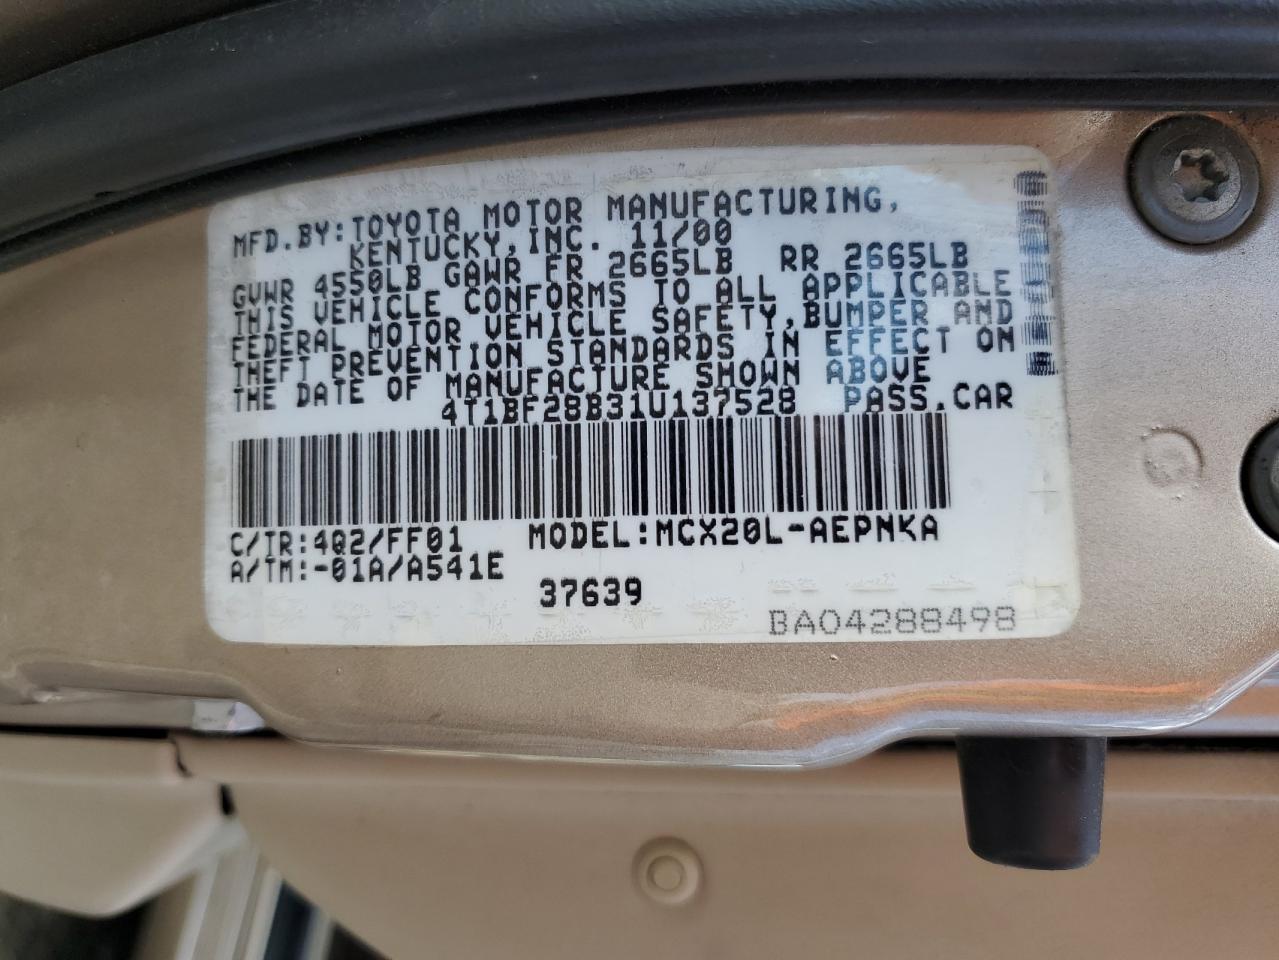 MFD.BY:TOYOTA MOTOR MANUFACTURING,
KENTUCKY,INC. 11/00
GVWR 4550LB GAWR FR 2665LB RR 2665LB
THIS VEHICLE CONFORMS TO ALL APPLICABLE
FEDERAL MOTOR VEHICLE SAFETY,BUMPER AND
THEFT PREVENTION STANDARDS IN EFFECT ON
THE DATE OF MANUFACTURE SHOWN ABOVE
4T1BF28B31U137528 PASS.CAR
C/TR:4Q2/FF01 MODEL:MCX20L-AEPNKA
A/TM:-01A/A541E
37639
BA04288498